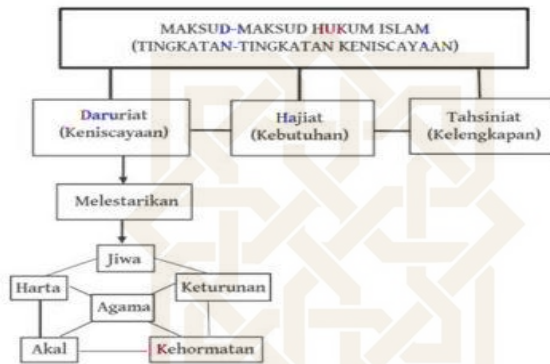 MAKSUD-MAKSUD HUKUM ISLAM
(TINGKATAN-TINGKATAN KENISCAYAAN)
Daruriat
(Keniscayaan)
Hajiat
(Kebutuhan)
Tahsiniat
(Kelengkapan)
Melestarikan
Jiwa
Harta
Keturunan
Agama
Akal
Kehormatan